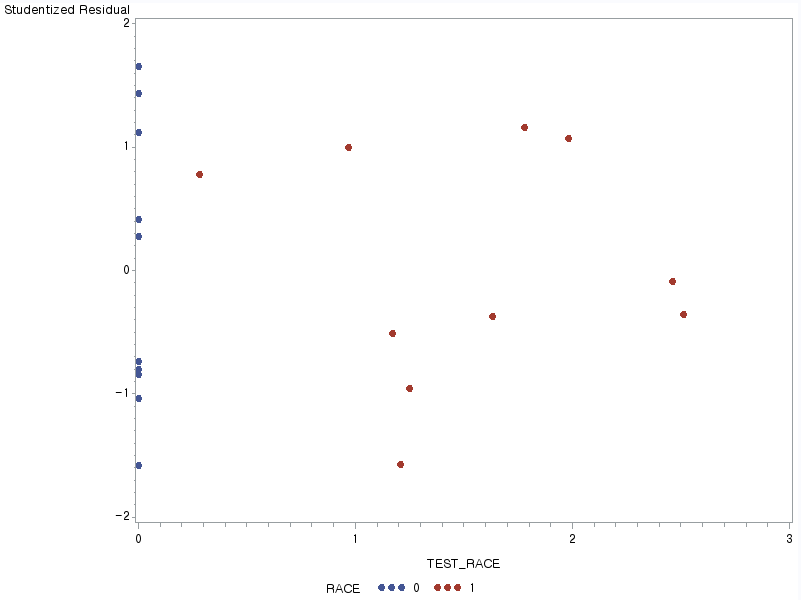 Studentized Residual
2
1
0
−1
−2
0 1 2 3
TEST_RACE
RACE 0 1